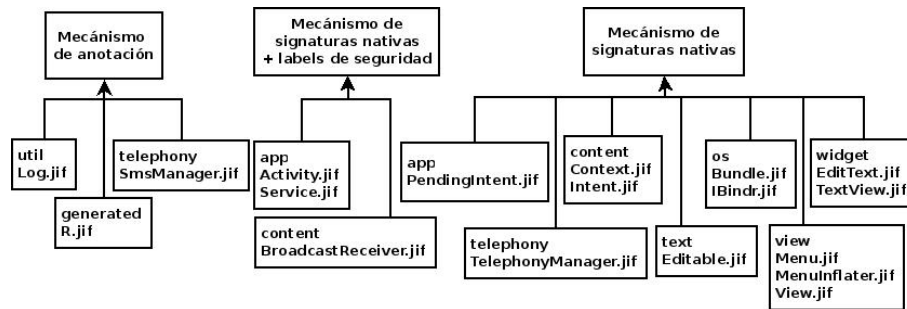 Mecánismo
de anotación
Mecánismo de
signaturas nativas
+ labels de seguridad
Mecánismo de
signaturas nativas
util
Log.jif
telephony
SmsManager.jif
generated
R.jif
app
Activity.jif
Service.jif
content
BroadcastReceiver.jif
app
PendingIntent.jif
content
Context.jif
Intent.jif
os
Bundle.jif
IBindr.jif
widget
EditText.jif
TextView.jif
telephony
TelephonyManager.jif
text
Editable.jif
view
Menu.jif
MenuInflater.jif
View.jif